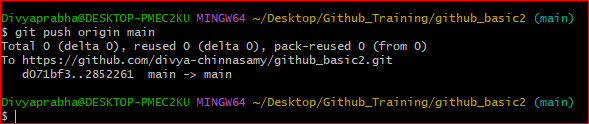 Divyaprabha@DESKTOP-PMEC2KU MINGW64 ~/Desktop/Github_Training/github_basic2 (main)
$ git push origin main
Total 0 (delta 0), reused 0 (delta 0), pack-reused 0 (from 0)
To https://github.com/divya-chinnasamy/github_basic2.git
   d071bf3..2852261  main -> main
Divyaprabha@DESKTOP-PMEC2KU MINGW64 ~/Desktop/Github_Training/github_basic2 (main)
$